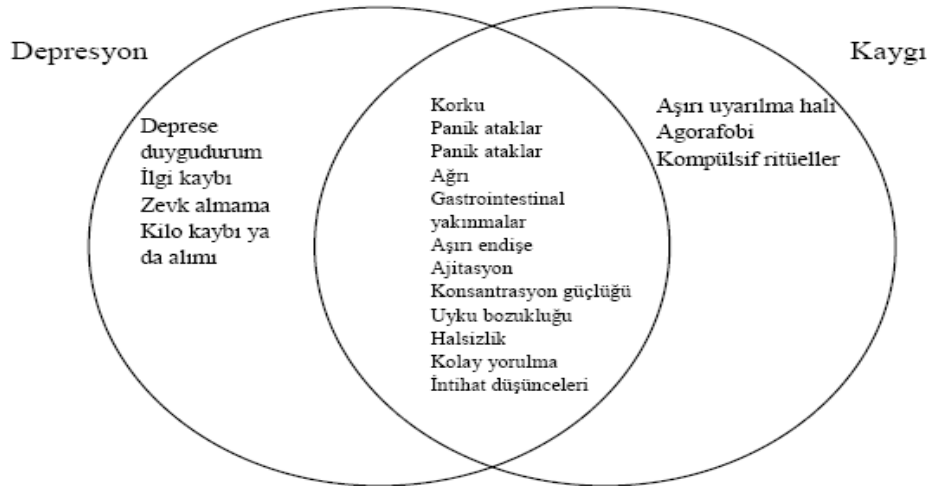 Depresyon
Kaygı
Deprese
duygudurum
İlgi kaybı
Zevk almama
Kilo kaybı ya
da alımı
Korku
Panik ataklar
Panik ataklar
Ağrı
Gastrointestinal
yakınmalar
Aşırı endişe
Ajitasyon
Konsantrasyon güçlüğü
Uyku bozukluğu
Halsizlik
Kolay yorulma
İntihat düşünceleri
Aşırı uyarılma hali
Agorafobi
Kompülsif ritüeller